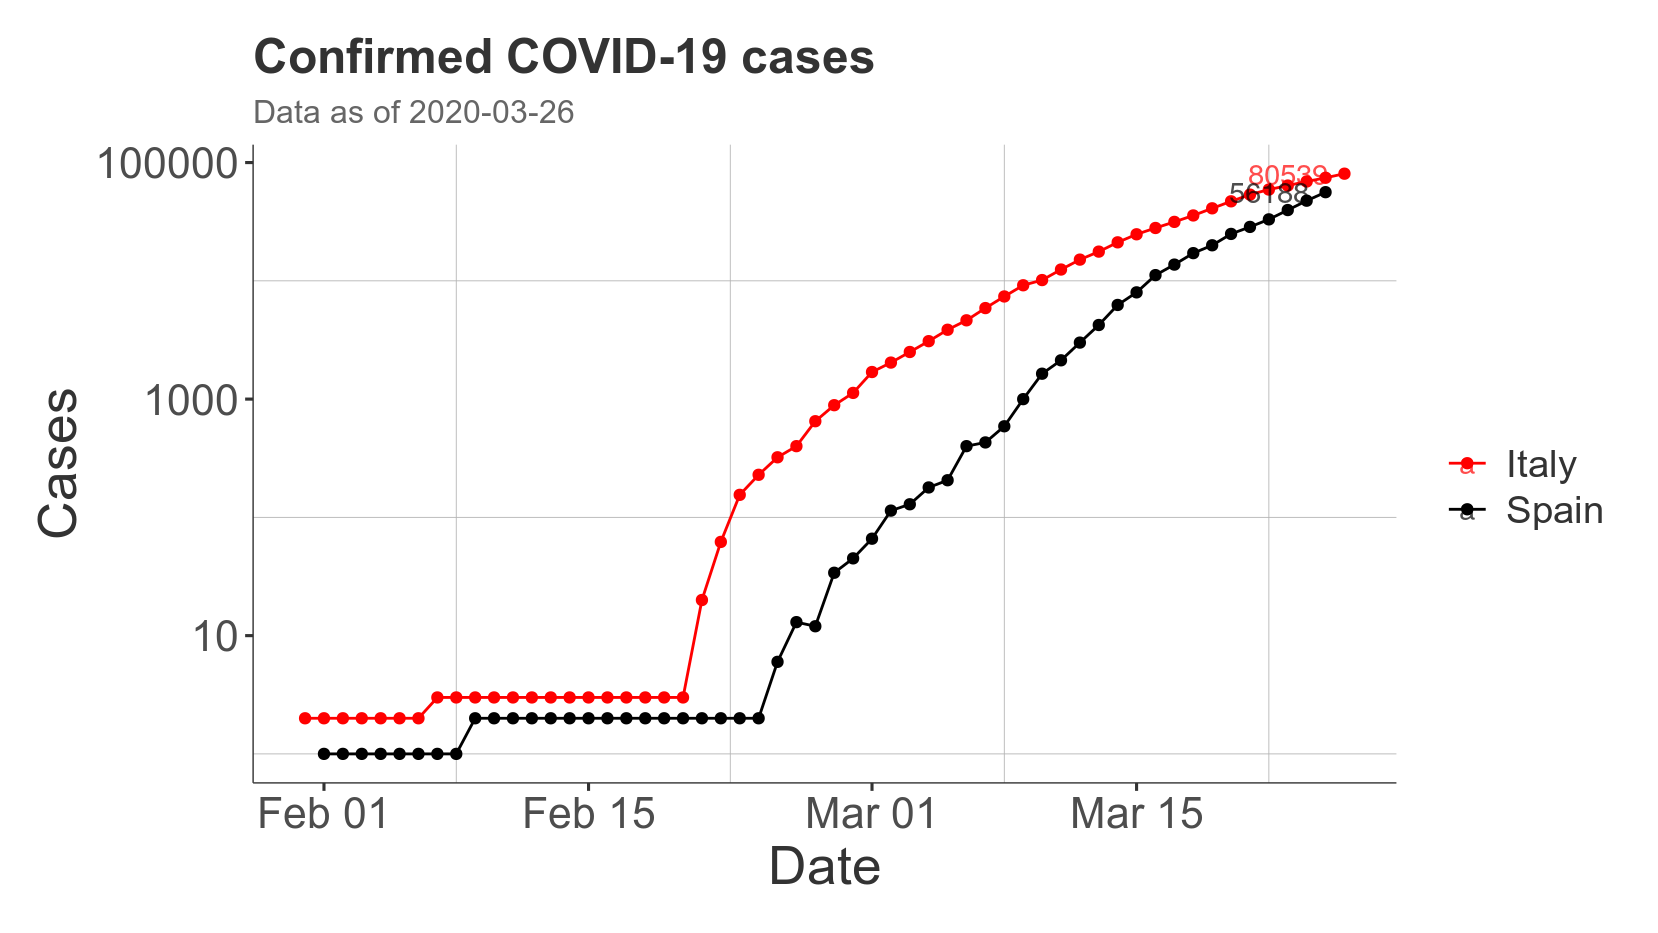 Confirmed COVID-19 cases
Data as of 2020-03-26
100000
1000
10
Cases
80539
56188
Feb 01
Feb 15
Mar 01
Mar 15
Date
a Italy
a Spain